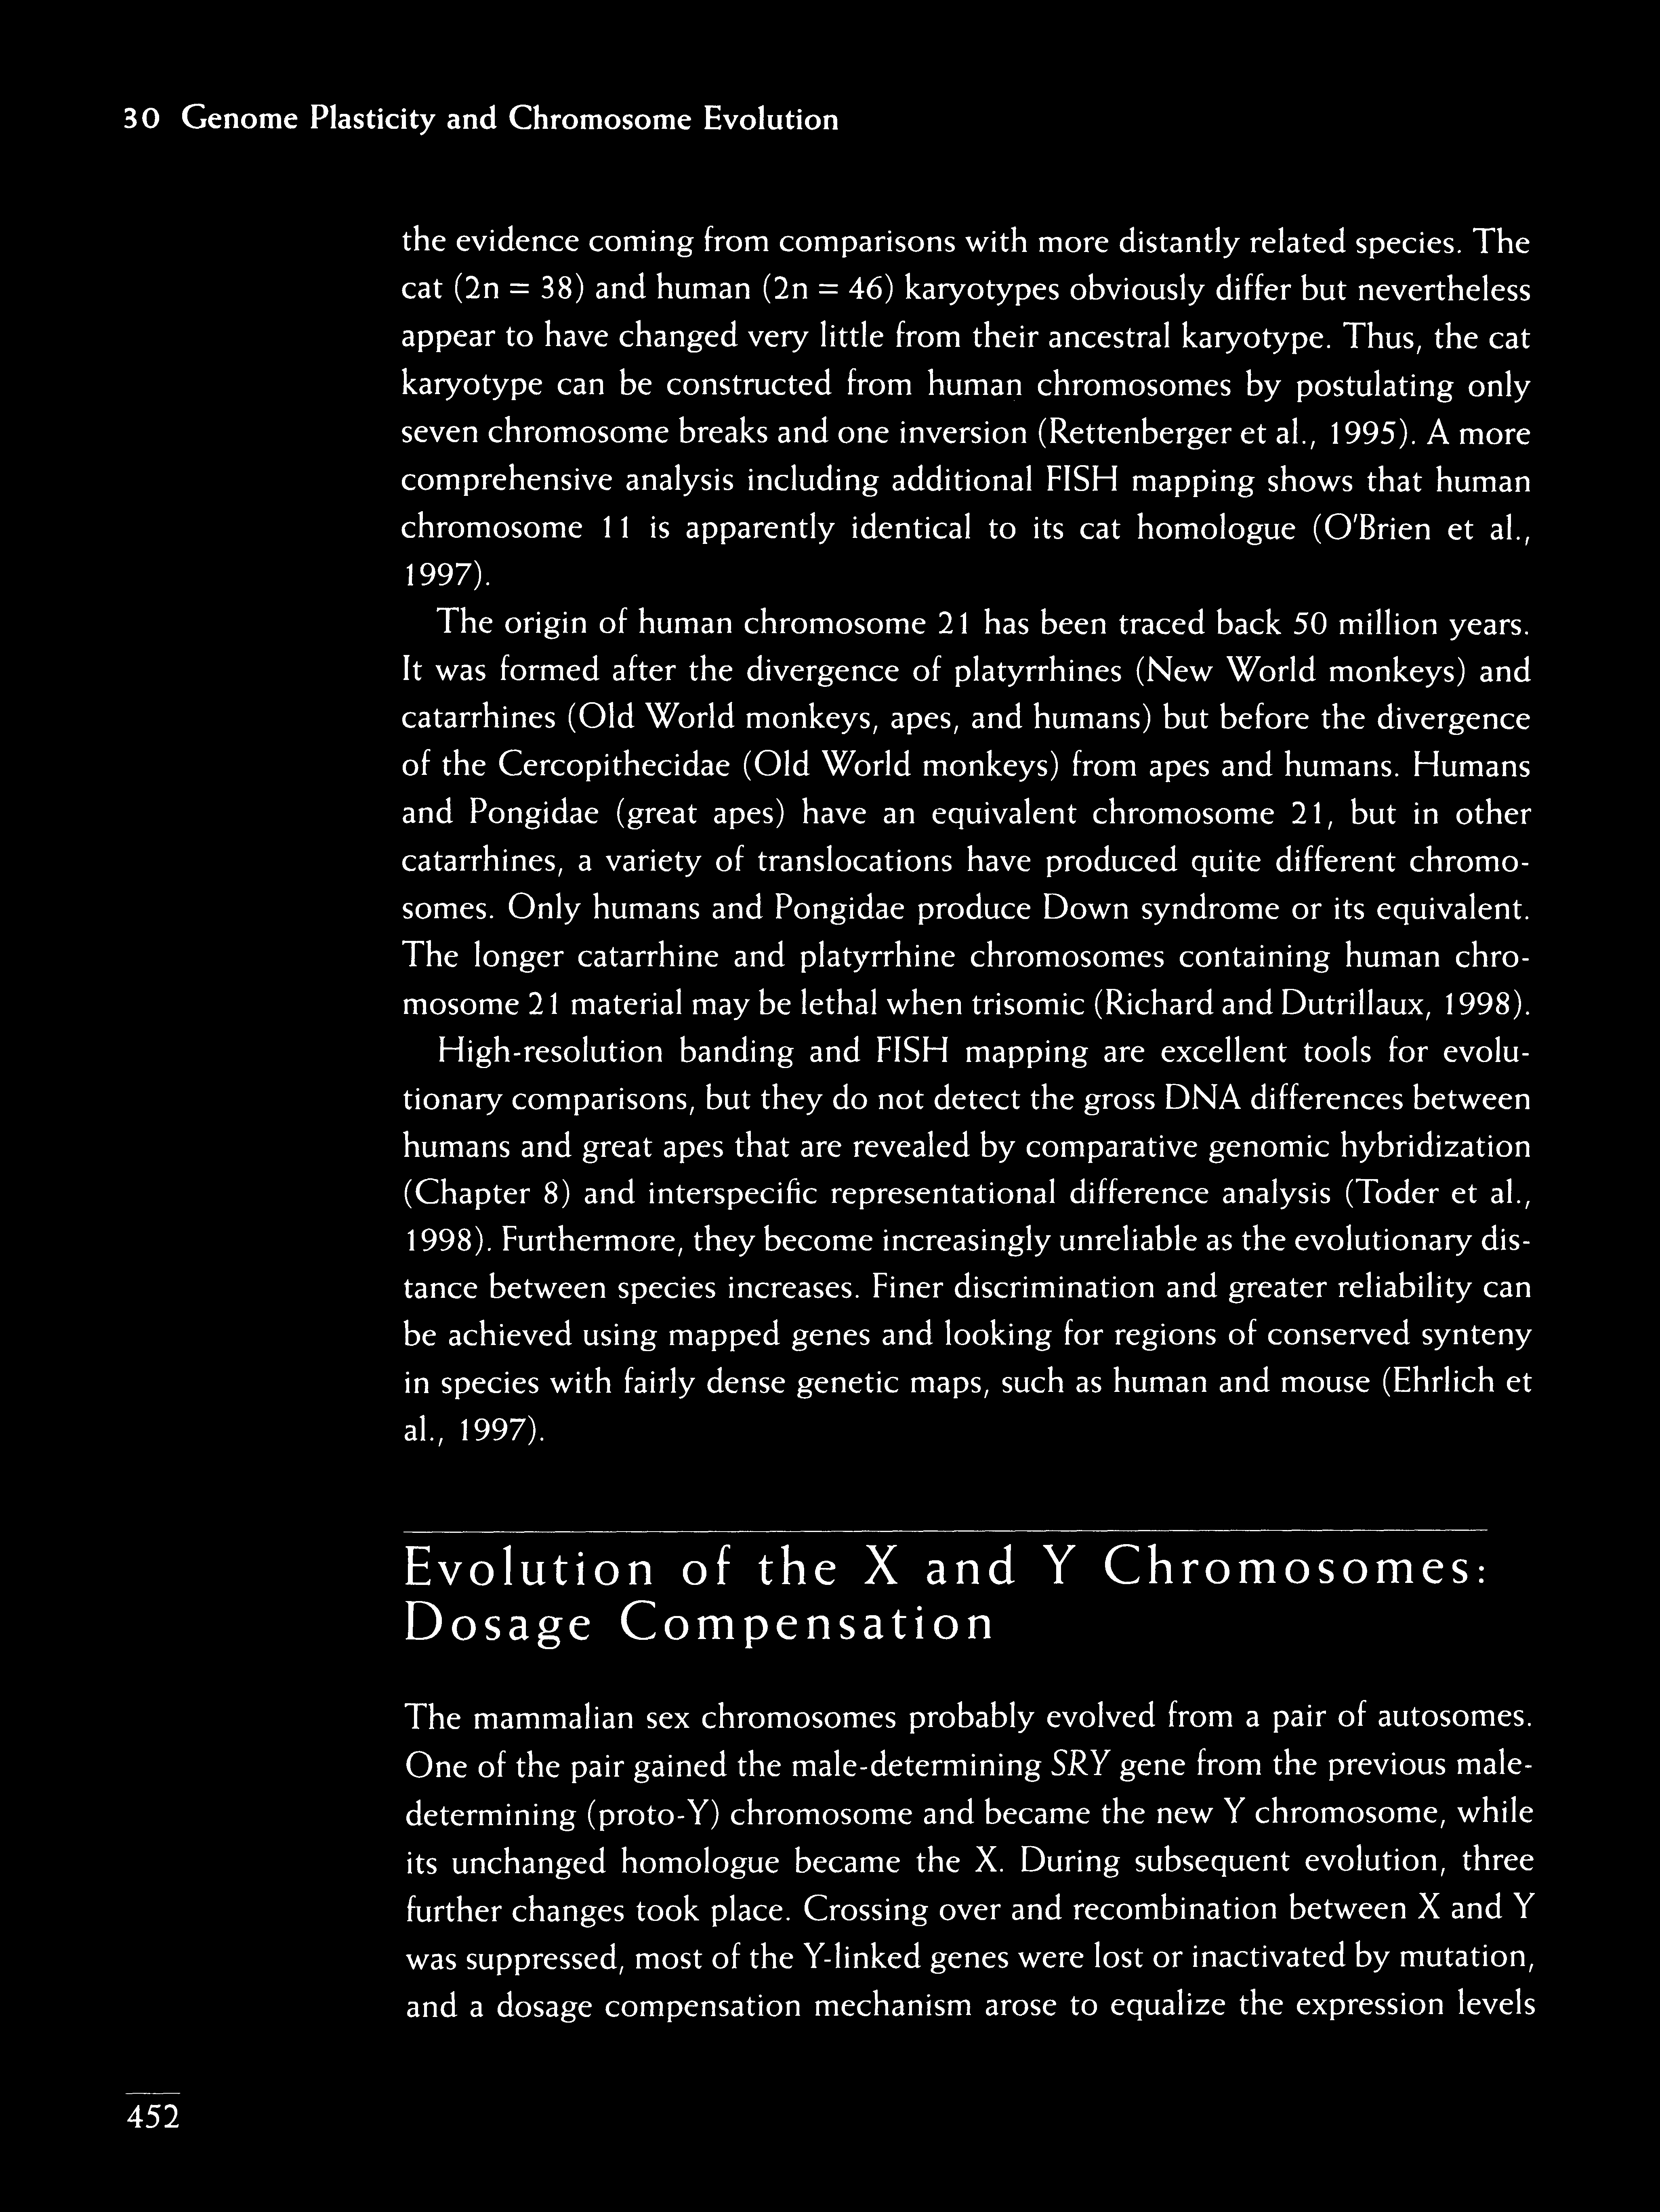 30 Genome Plasticity and Chromosome Evolution
the evidence coming from comparisons with more distantly related species. The
cat (2n = 38) and human (2n = 46) karyotypes obviously differ but nevertheless
appear to have changed very little from their ancestral karyotype. Thus, the cat
karyotype can be constructed from human chromosomes by postulating only
seven chromosome breaks and one inversion (Rettenberger et al., 1995). A more
comprehensive analysis including additional FISH mapping shows that human
chromosome 11 is apparently identical to its cat homologue (O'Brien et al.,
1997).
The origin of human chromosome 21 has been traced back 50 million years.
It was formed after the divergence of platyrrhines (New World monkeys) and
catarrhines (Old World monkeys, apes, and humans) but before the divergence
of the Cercopithecidae (Old World monkeys) from apes and humans. Humans
and Pongidae (great apes) have an equivalent chromosome 21, but in other
catarrhines, a variety of translocations have produced quite different chromo-
somes. Only humans and Pongidae produce Down syndrome or its equivalent.
The longer catarrhine and platyrrhine chromosomes containing human chro-
mosome 21 material may be lethal when trisomic (Richard and Dutrillaux, 1998).
High-resolution banding and FISH mapping are excellent tools for evolu-
tionary comparisons, but they do not detect the gross DNA differences between
humans and great apes that are revealed by comparative genomic hybridization
(Chapter 8) and interspecific representational difference analysis (Toder et al.,
1998). Furthermore, they become increasingly unreliable as the evolutionary dis-
tance between species increases. Finer discrimination and greater reliability can
be achieved using mapped genes and looking for regions of conserved synteny
in species with fairly dense genetic maps, such as human and mouse (Ehrlich et
al., 1997).
Evolution of the X and Y Chromosomes:
Dosage Compensation
The mammalian sex chromosomes probably evolved from a pair of autosomes.
One of the pair gained the male-determining SRY gene from the previous male-
determining (proto-Y) chromosome and became the new Y chromosome, while
its unchanged homologue became the X. During subsequent evolution, three
further changes took place. Crossing over and recombination between X and Y
was suppressed, most of the Y-linked genes were lost or inactivated by mutation,
and a dosage compensation mechanism arose to equalize the expression levels
452